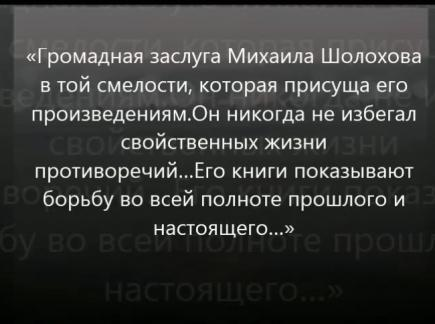 «Громадная заслуга Михаила Шолохова
в той смелости, которая присуща его
произведениям.Он никогда не избегал
свойственных жизни
противоречий...Его книги показывают
борьбу во всей полноте прошлого и
настоящего...»